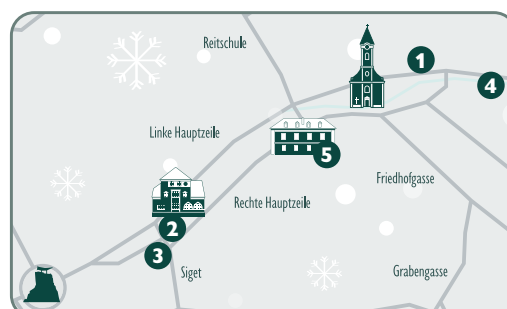 Reitschule
1
4
Linke Hauptzeile
5
Friedhofgasse
Rechte Hauptzeile
2
3
Siget
Grabengasse